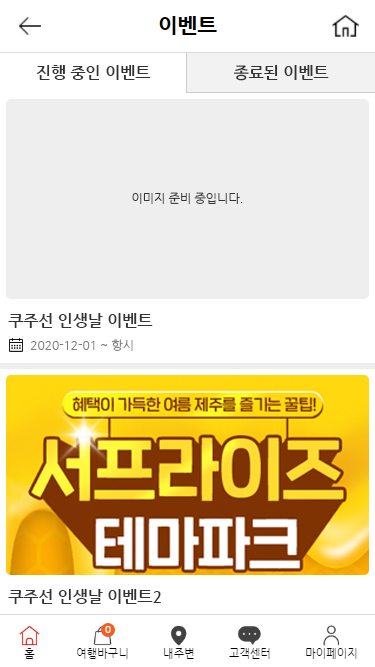 이벤트
진행 중인 이벤트
종료된 이벤트
이미지 준비 중입니다.
쿠주선 인생날 이벤트
2020-12-01 ~ 항시
혜택이 가득한 여름 제주를 즐기는 꿀팁!
서프라이즈
테마파크
쿠주선 인생날 이벤트2
0
홈
여행바구니
내주변
고객센터
마이페이지